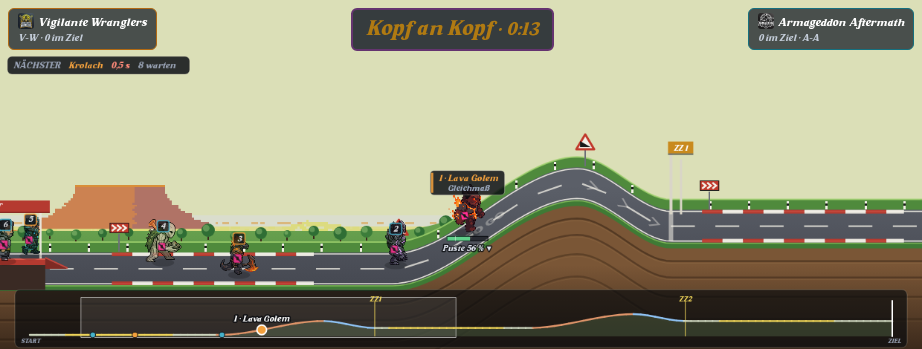 Vigilante Wranglers
V-W · 0 im Ziel
Kopf an Kopf · 0:13
Armageddon Aftermath
0 im Ziel · A-A
NÄCHSTER Krolach 0,5 s 8 warten
ZZ 1
1 · Lava Golem
Gleichmaß
6
5
4
3
2
Puste 56 % ▾
ZZ1
ZZ2
1 · Lava Golem
START
ZIEL